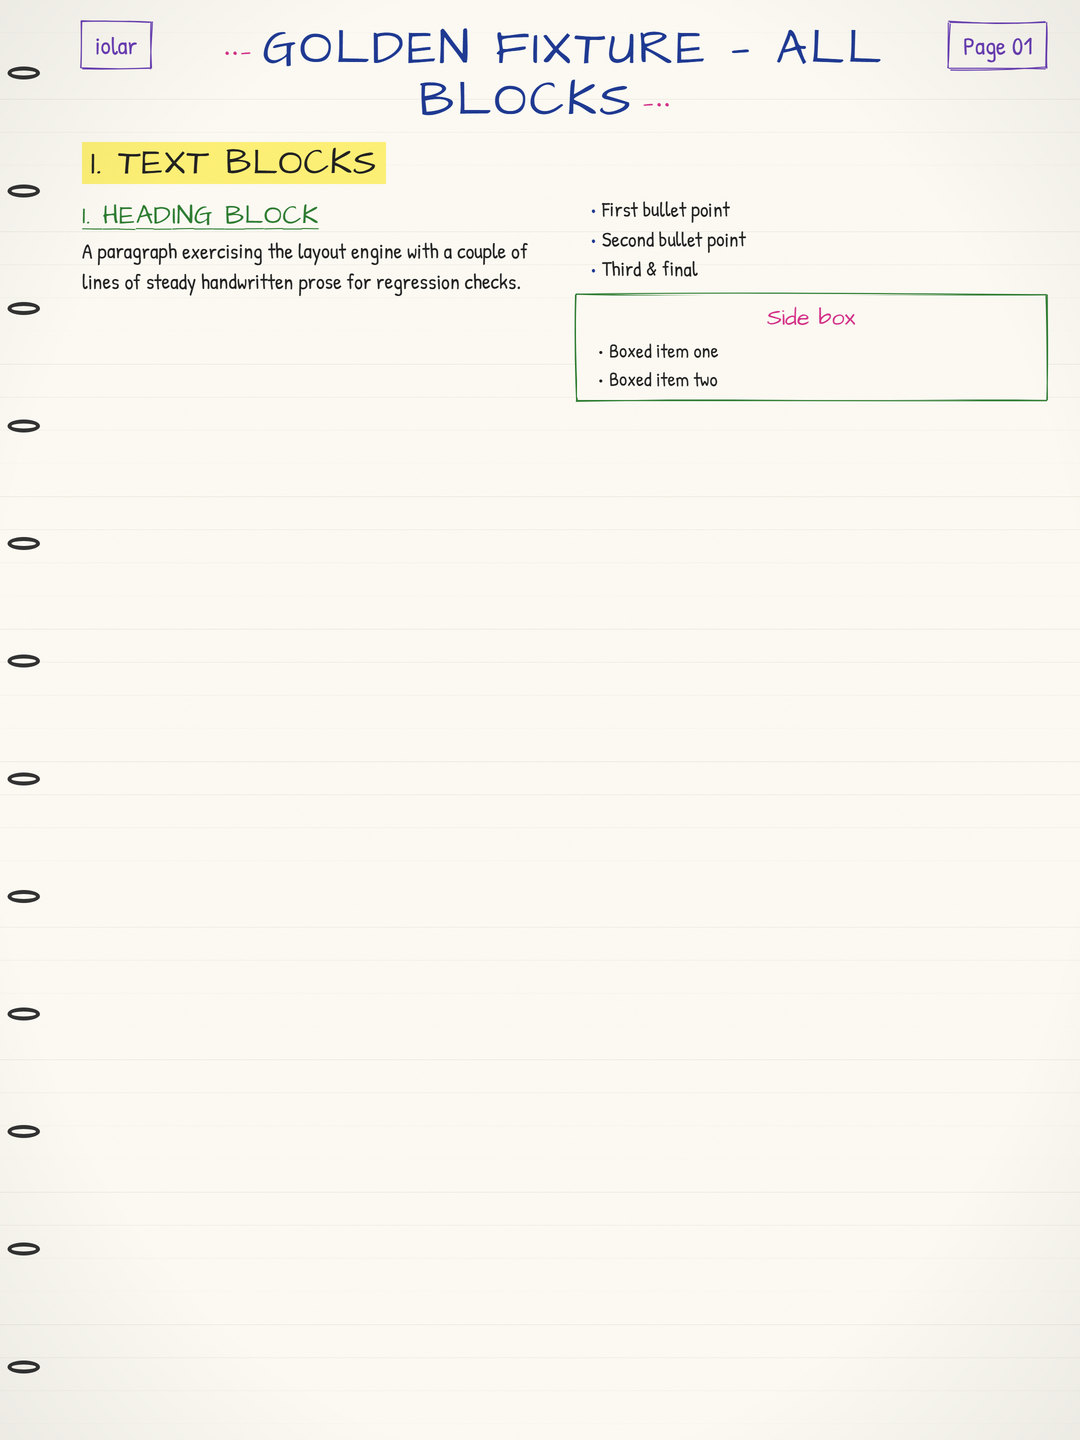 iolar
GOLDEN FIXTURE - ALL
BLOCKS
Page 01
1. TEXT BLOCKS
1. HEADING BLOCK
A paragraph exercising the layout engine with a couple of
lines of steady handwritten prose for regression checks.
• First bullet point
• Second bullet point
• Third & final
Side box
• Boxed item one
• Boxed item two